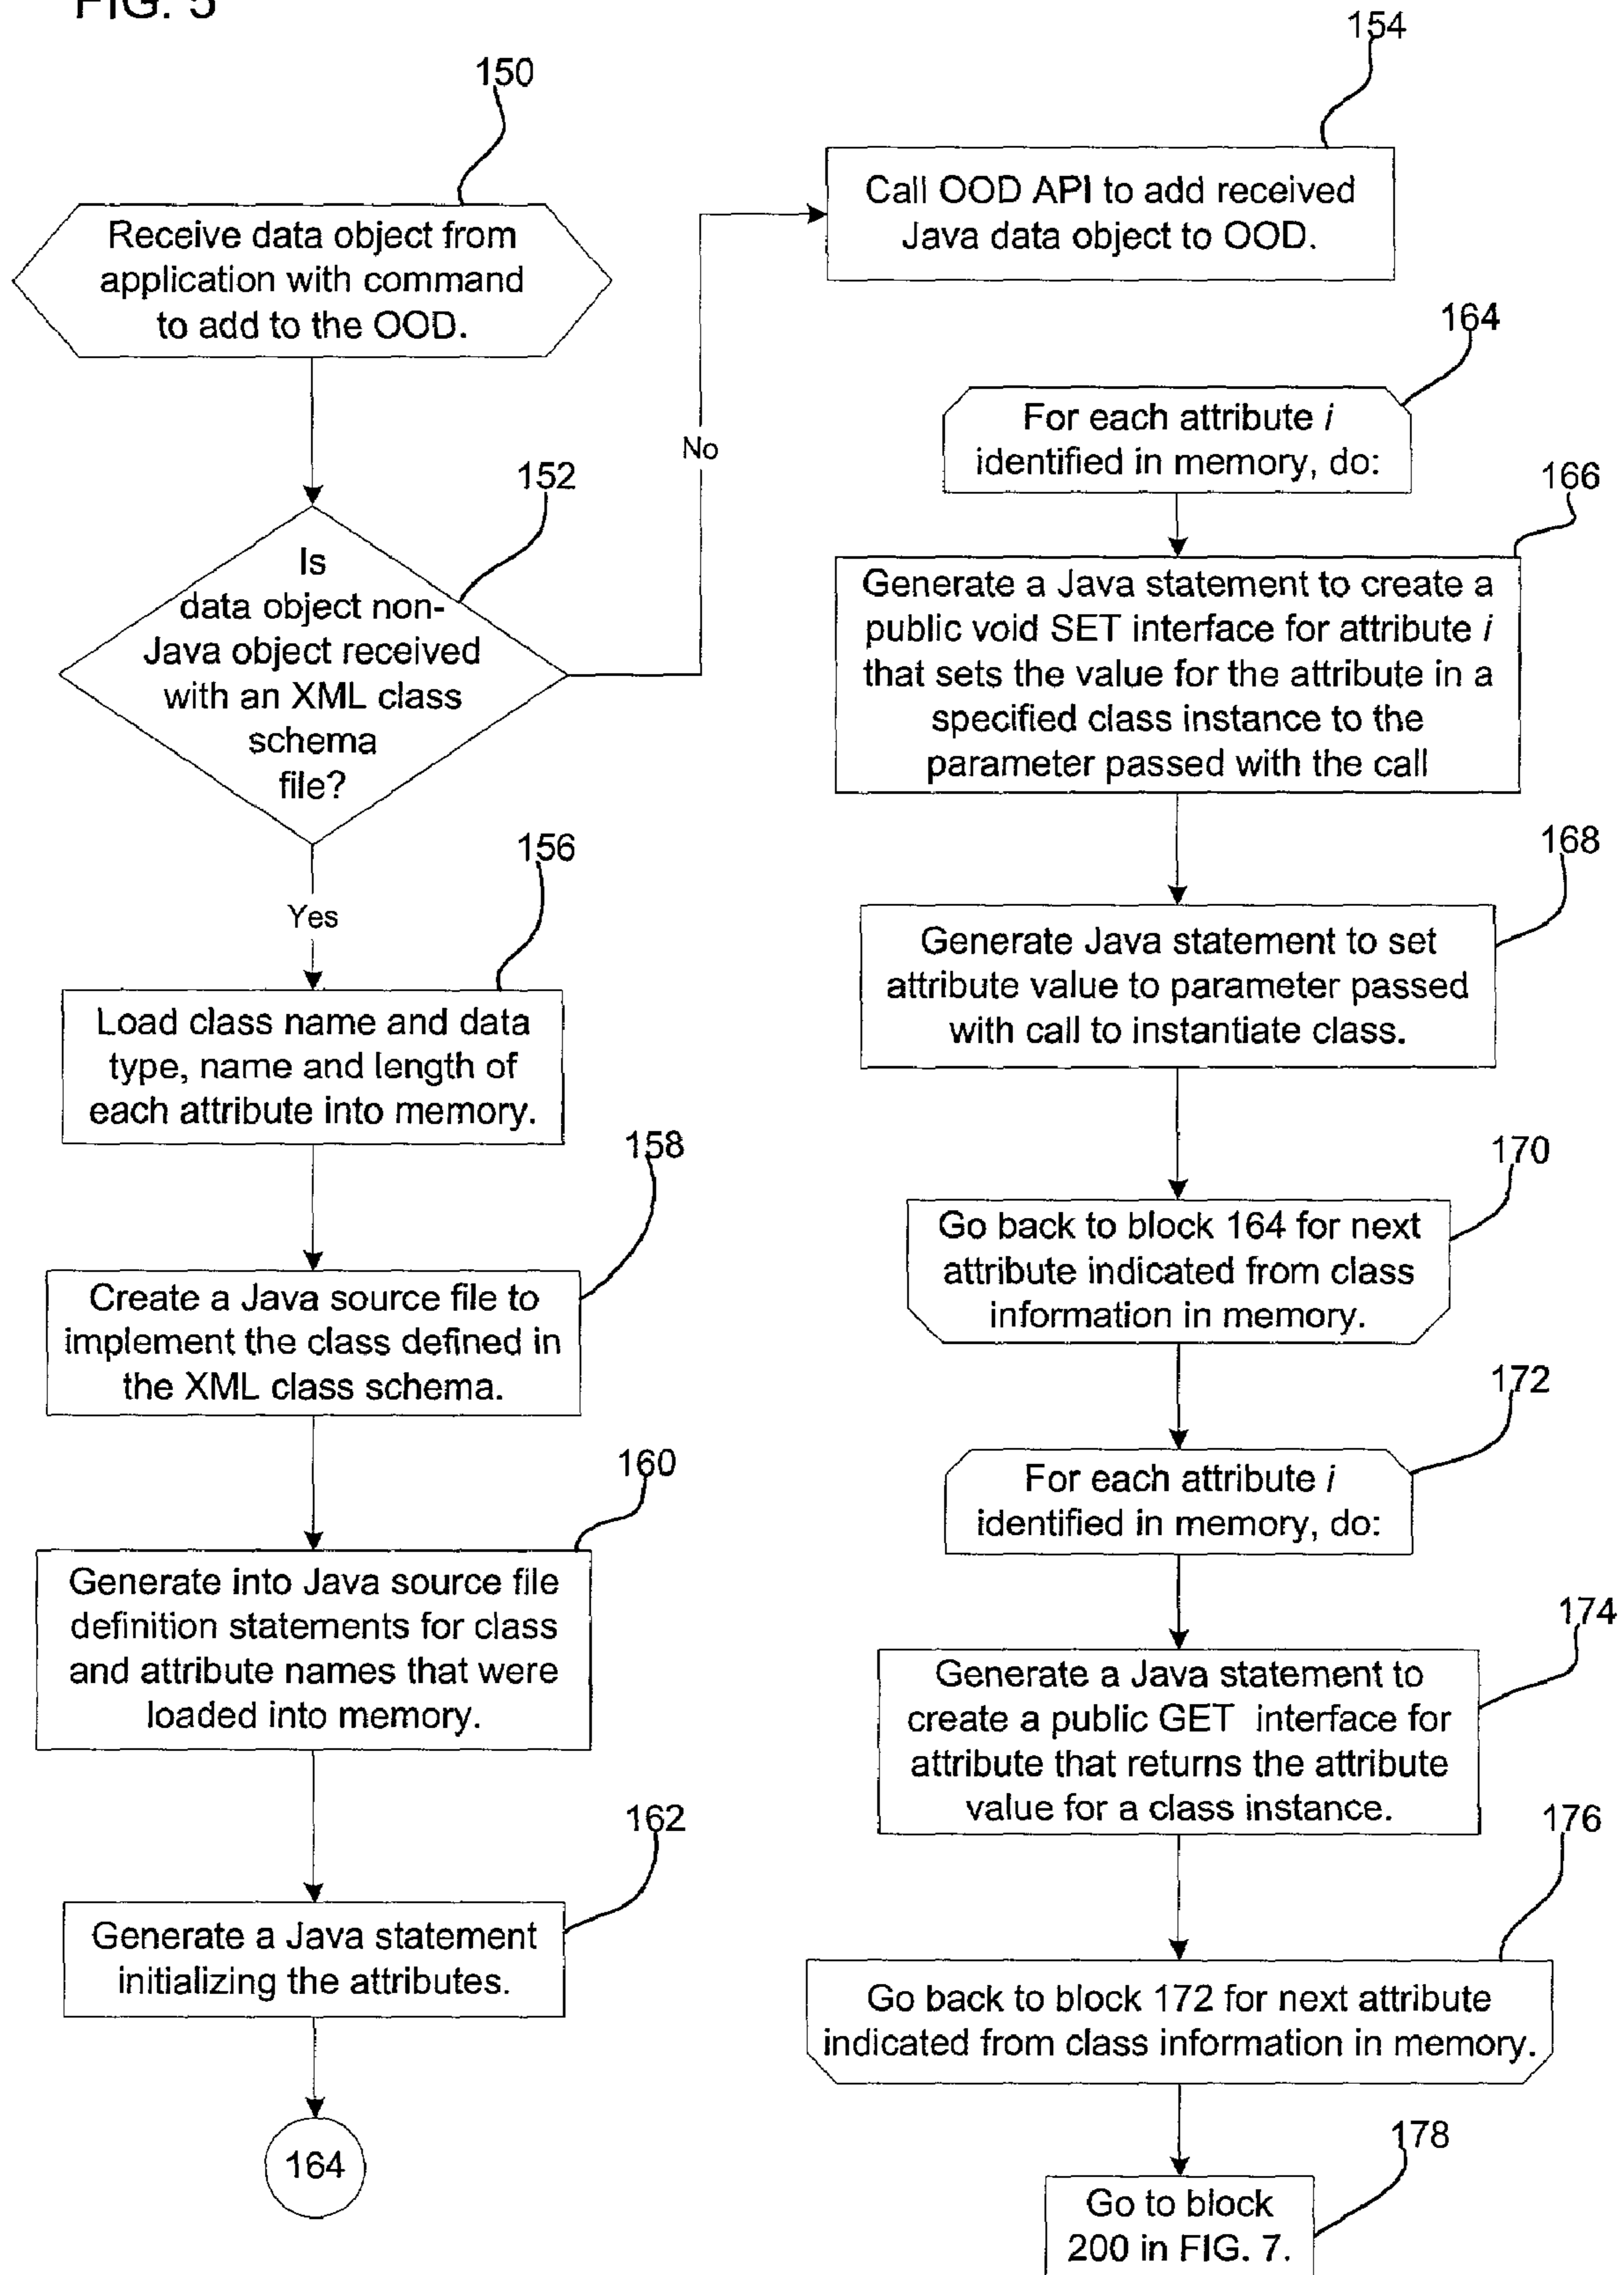 FIG. 5
150
Receive data object from
application with command
to add to the OOD.
152
Is
data object non-
Java object received
with an XML class
schema
file?
No
Yes
154
Call OOD API to add received
Java data object to OOD.
156
Load class name and data
type, name and length of
each attribute into memory.
158
Create a Java source file to
implement the class defined in
the XML class schema.
160
Generate into Java source file
definition statements for class
and attribute names that were
loaded into memory.
162
Generate a Java statement
initializing the attributes.
164
164
For each attribute i
identified in memory, do:
166
Generate a Java statement to create a
public void SET interface for attribute i
that sets the value for the attribute in a
specified class instance to the
parameter passed with the call
168
Generate Java statement to set
attribute value to parameter passed
with call to instantiate class.
170
Go back to block 164 for next
attribute indicated from class
information in memory.
172
For each attribute i
identified in memory, do:
174
Generate a Java statement to
create a public GET interface for
attribute that returns the attribute
value for a class instance.
176
Go back to block 172 for next attribute
indicated from class information in memory.
178
Go to block
200 in FIG. 7.